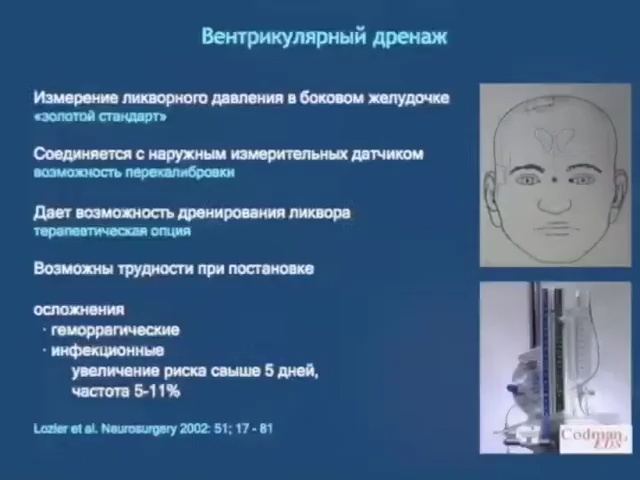 Вентрикулярный дренаж
Измерение ликворного давления в боковом желудочке
«золотой стандарт»
Соединяется с наружным измерительных датчиком
возможность перекалибровки
Дает возможность дренирования ликвора
терапевтическая опция
Возможны трудности при постановке
осложнения
· геморрагические
· инфекционные
увеличение риска свыше 5 дней,
частота 5-11%
Lozier et al. Neurosurgery 2002: 51; 17 - 81
Codman
EDS